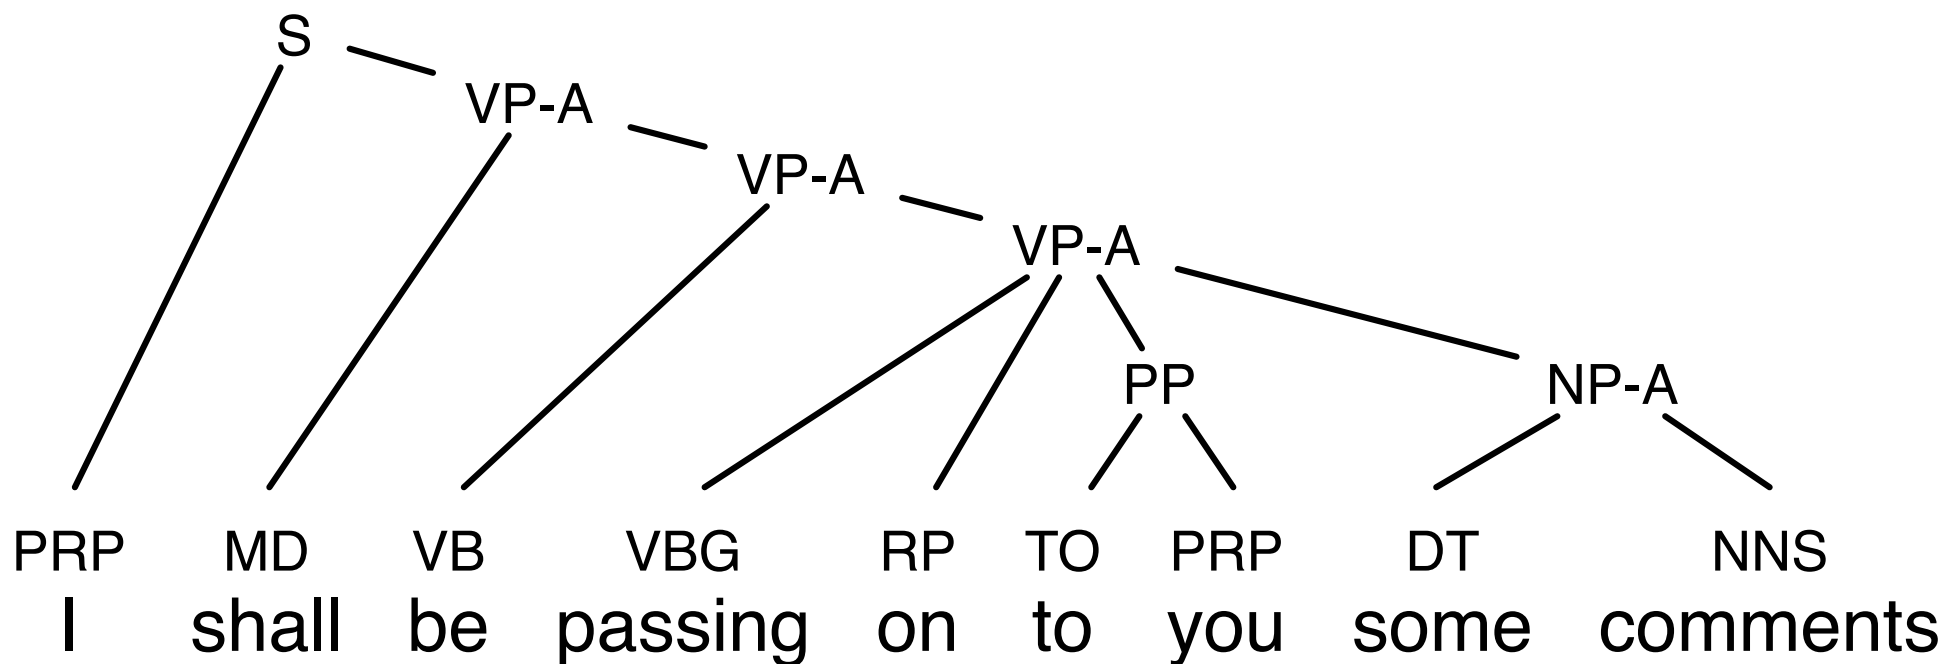 S
VP-A
VP-A
VP-A
PP NP-A
PRP MD VB VBG RP TO PRP DT NNS
I shall be passing on to you some comments